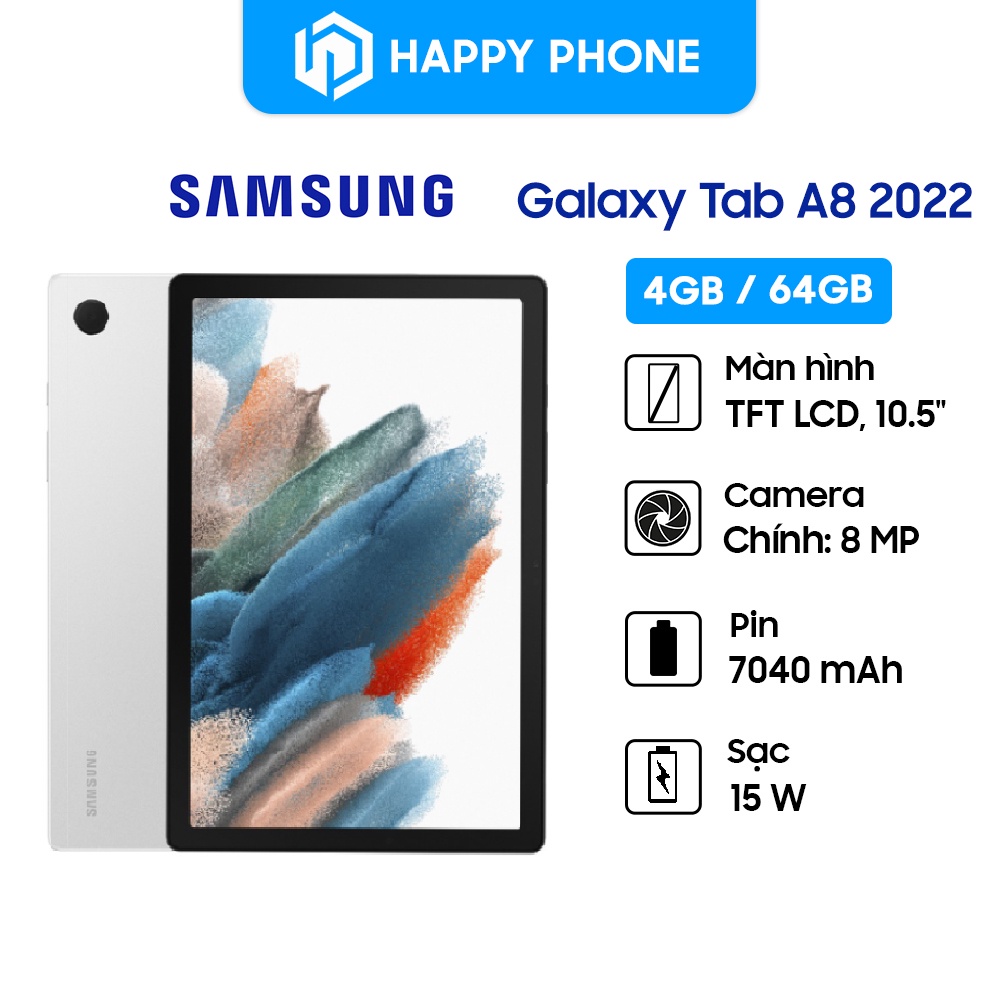 HAPPY PHONE
SAMSUNG
Galaxy Tab A8 2022
4GB / 64GB
Màn hình
TFT LCD, 10.5"
Camera
Chính: 8 MP
Pin
7040 mAh
Sạc
15 W
SAMSUNG